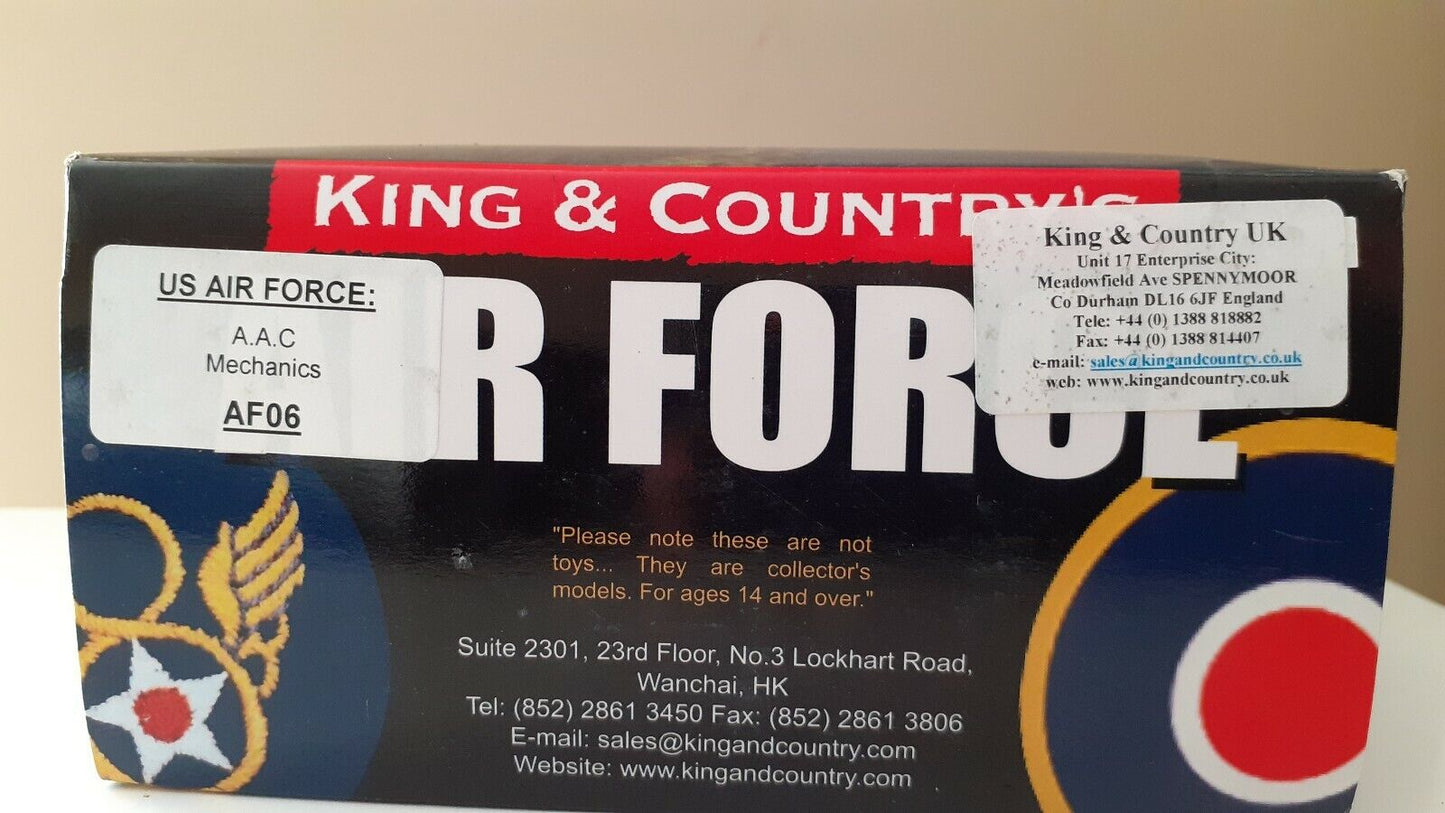 KING & COUNTRY'S
AIR FORCE
US AIR FORCE:
A.A.C
Mechanics
AF06
King & Country UK
Unit 17 Enterprise City:
Meadowfield Ave SPENNYMOOR
Co Durham DL16 6JF England
Tele: +44 (0) 1388 818882
Fax: +44 (0) 1388 814407
e-mail: sales@kingandcountry.co.uk
web: www.kingandcountry.co.uk
"Please note these are not
toys... They are collector's
models. For ages 14 and over."
Suite 2301, 23rd Floor, No.3 Lockhart Road,
Wanchai, HK
Tel: (852) 2861 3450 Fax: (852) 2861 3806
E-mail: sales@kingandcountry.com
Website: www.kingandcountry.com